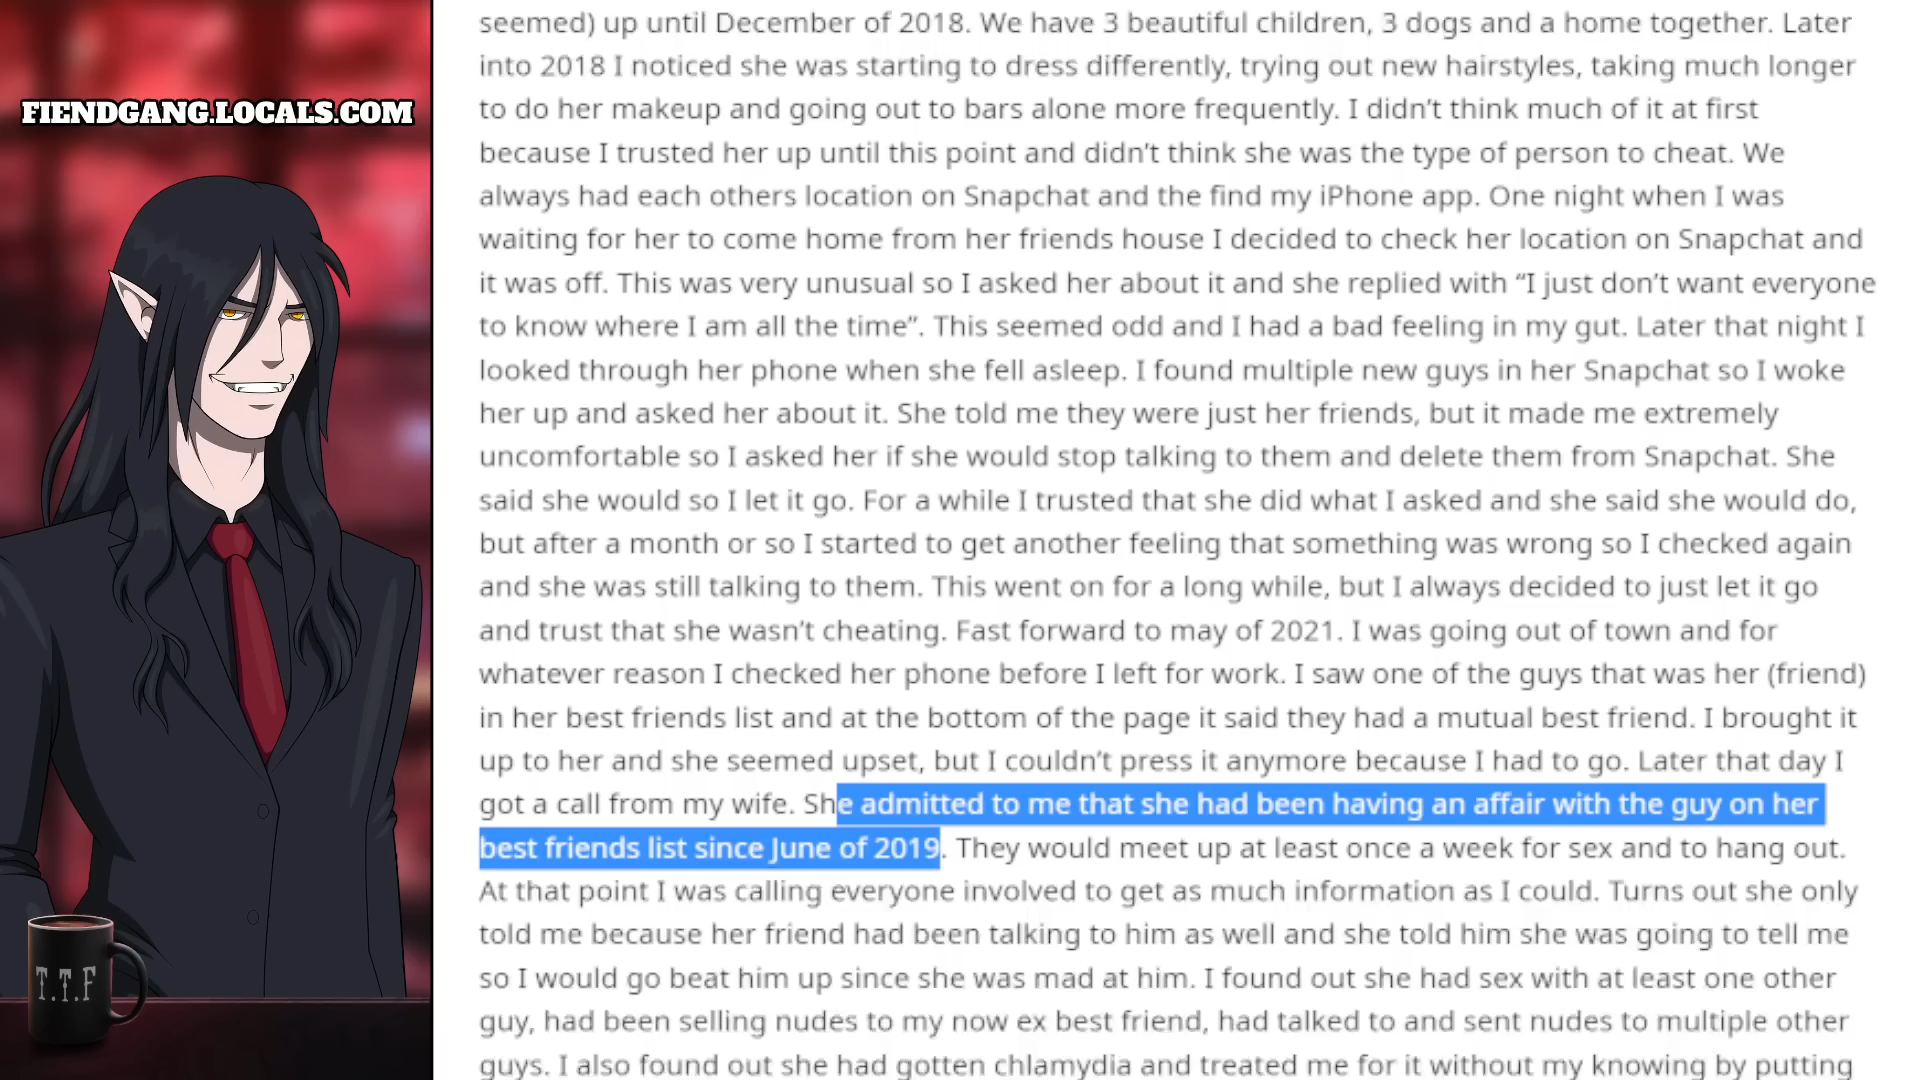 FIENDGANG.LOCALS.COM
T.T.F
seemed) up until December of 2018. We have 3 beautiful children, 3 dogs and a home together. Later
into 2018 I noticed she was starting to dress differently, trying out new hairstyles, taking much longer
to do her makeup and going out to bars alone more frequently. I didn't think much of it at first
because I trusted her up until this point and didn't think she was the type of person to cheat. We
always had each others location on Snapchat and the find my iPhone app. One night when I was
waiting for her to come home from her friends house I decided to check her location on Snapchat and
it was off. This was very unusual so I asked her about it and she replied with “I just don't want everyone
to know where I am all the time”. This seemed odd and I had a bad feeling in my gut. Later that night I
looked through her phone when she fell asleep. I found multiple new guys in her Snapchat so I woke
her up and asked her about it. She told me they were just her friends, but it made me extremely
uncomfortable so I asked her if she would stop talking to them and delete them from Snapchat. She
said she would so I let it go. For a while I trusted that she did what I asked and she said she would do,
but after a month or so I started to get another feeling that something was wrong so I checked again
and she was still talking to them. This went on for a long while, but I always decided to just let it go
and trust that she wasn't cheating. Fast forward to may of 2021. I was going out of town and for
whatever reason I checked her phone before I left for work. I saw one of the guys that was her (friend)
in her best friends list and at the bottom of the page it said they had a mutual best friend. I brought it
up to her and she seemed upset, but I couldn't press it anymore because I had to go. Later that day I
got a call from my wife. She admitted to me that she had been having an affair with the guy on her
best friends list since June of 2019. They would meet up at least once a week for sex and to hang out.
At that point I was calling everyone involved to get as much information as I could. Turns out she only
told me because her friend had been talking to him as well and she told him she was going to tell me
so I would go beat him up since she was mad at him. I found out she had sex with at least one other
guy, had been selling nudes to my now ex best friend, had talked to and sent nudes to multiple other
guys. I also found out she had gotten chlamydia and treated me for it without my knowing by putting